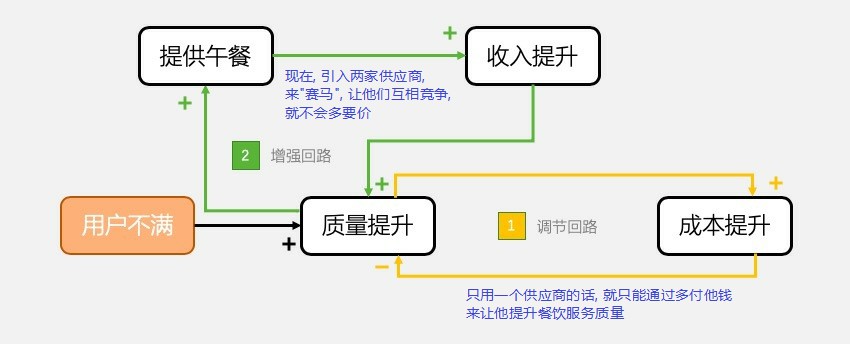 提供午餐
+
收入提升
现在, 引入两家供应商,
来"赛马", 让他们互相竞争,
就不会多要价
+
2 增强回路
+
+
用户不满
+
质量提升
1 调节回路
成本提升
−
只用一个供应商的话, 就只能通过多付他钱
来让他提升餐饮服务质量